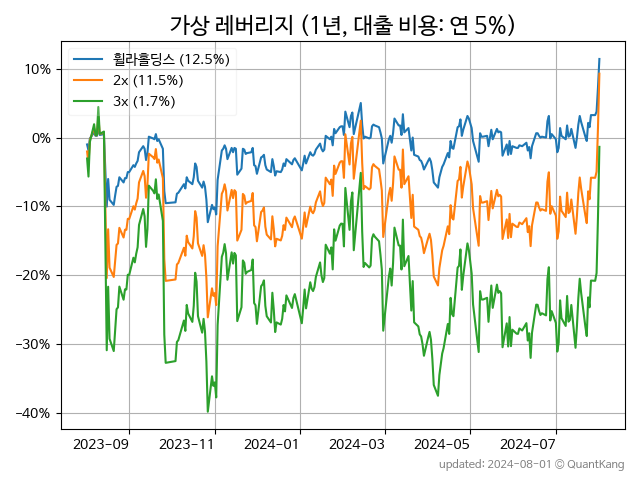 가상 레버리지 (1년, 대출 비용: 연 5%)
휠라홀딩스 (12.5%)
2x (11.5%)
3x (1.7%)
10%
0%
−10%
−20%
−30%
−40%
2023-09
2023-11
2024-01
2024-03
2024-05
2024-07
updated: 2024-08-01 © QuantKang